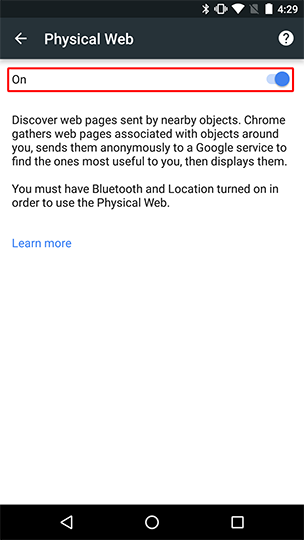 4:29
Physical Web
On
Discover web pages sent by nearby objects. Chrome
gathers web pages associated with objects around
you, sends them anonymously to a Google service to
find the ones most useful to you, then displays them.
You must have Bluetooth and Location turned on in
order to use the Physical Web.
Learn more